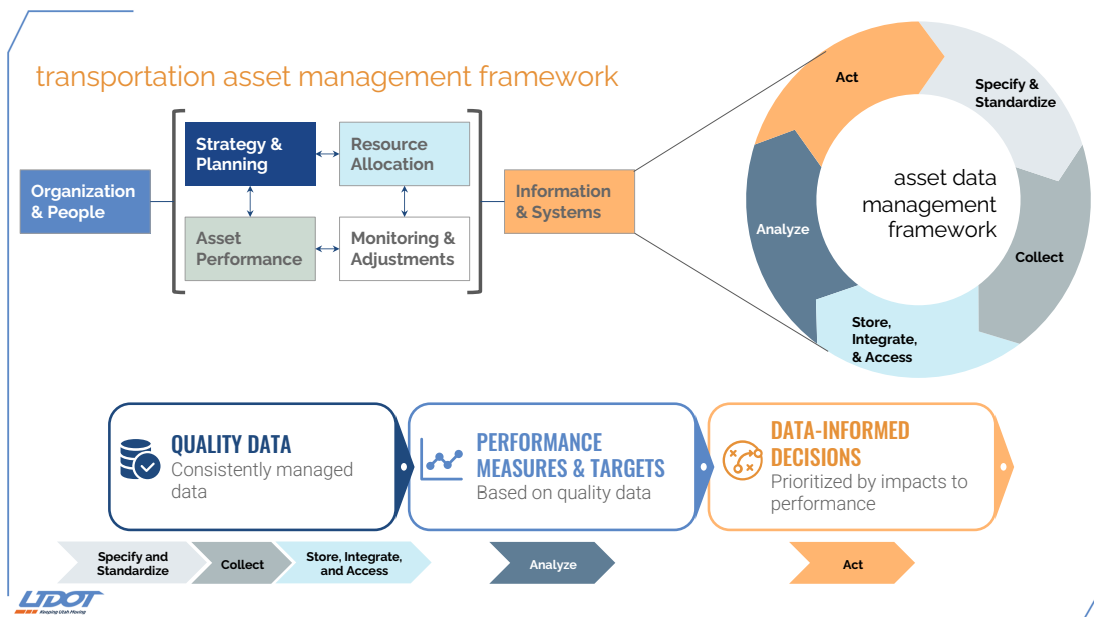 transportation asset management framework
Organization
& People
Strategy &
Planning
Resource
Allocation
Asset
Performance
Monitoring &
Adjustments
Information
& Systems
Act
Specify &
Standardize
Analyze
Collect
Store,
Integrate,
& Access
asset data
management
framework
QUALITY DATA
Consistently managed
data
PERFORMANCE
MEASURES & TARGETS
Based on quality data
DATA-INFORMED
DECISIONS
Prioritized by impacts to
performance
Specify and
Standardize
Collect
Store, Integrate,
and Access
Analyze
Act
UDOT
Keeping Utah Moving